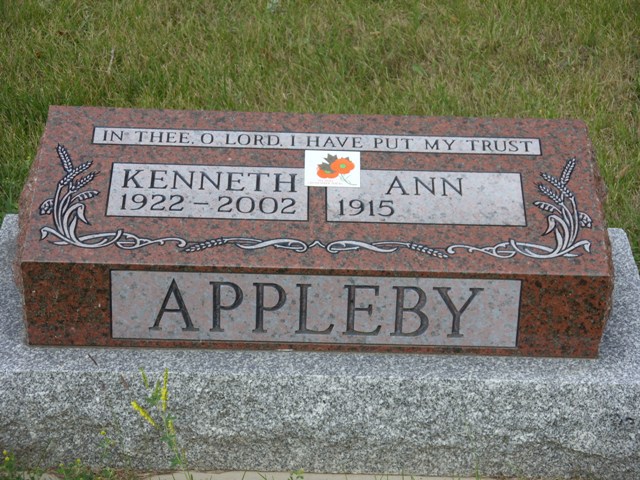 IN THEE, O LORD, I HAVE PUT MY TRUST
KENNETH
1922 - 2002
ANN
1915
APPLEBY